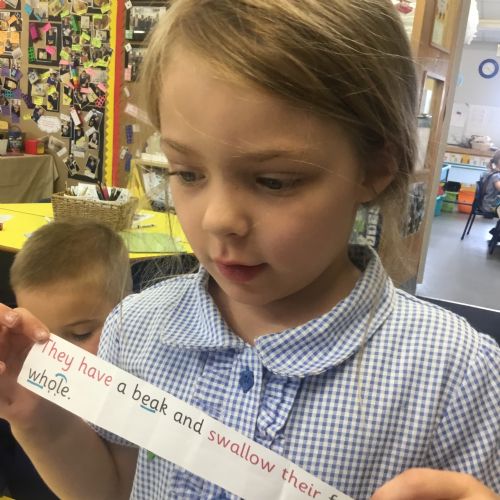 They have a beak and swallow their f
whole.